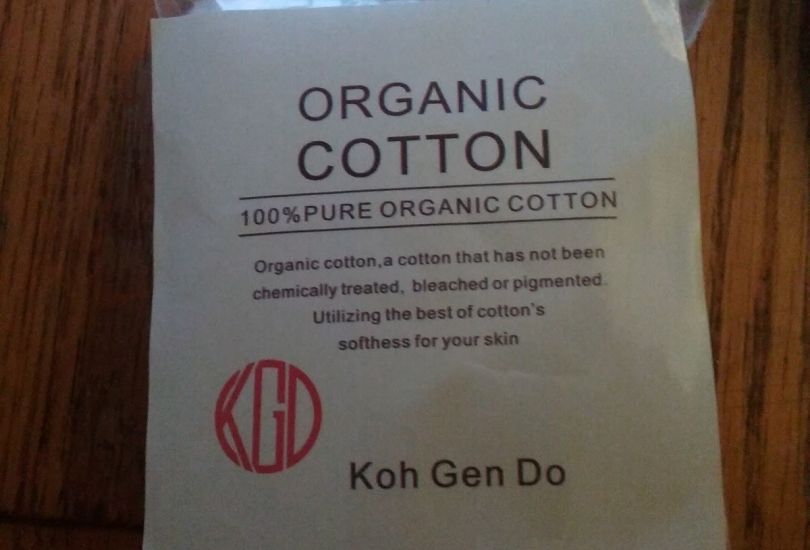 ORGANIC
COTTON
100%PURE ORGANIC COTTON
Organic cotton,a cotton that has not been
chemically treated, bleached or pigmented.
Utilizing the best of cotton's
softhess for your skin
KGD
Koh Gen Do